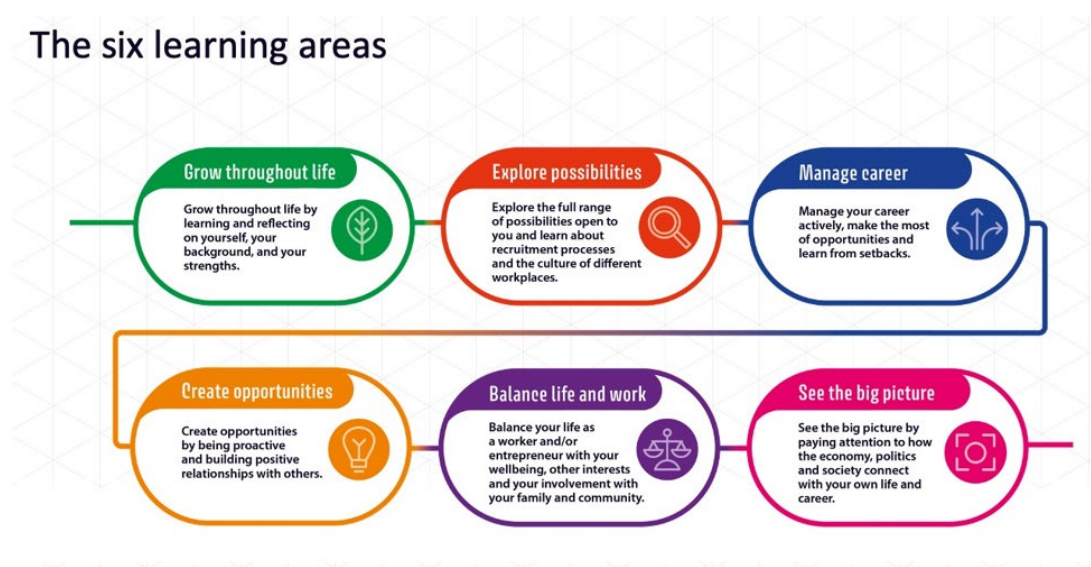 The six learning areas
Grow throughout life
Grow throughout life by
learning and reflecting
on yourself, your
background, and your
strengths.
Explore possibilities
Explore the full range
of possibilities open to
you and learn about
recruitment processes
and the culture of different
workplaces.
Manage career
Manage your career
actively, make the most
of opportunities and
learn from setbacks.
Create opportunities
Create opportunities
by being proactive
and building positive
relationships with others.
Balance life and work
Balance your life as
a worker and/or
entrepreneur with your
wellbeing, other interests
and your involvement with
your family and community.
See the big picture
See the big picture by
paying attention to how
the economy, politics
and society connect
with your own life and
career.